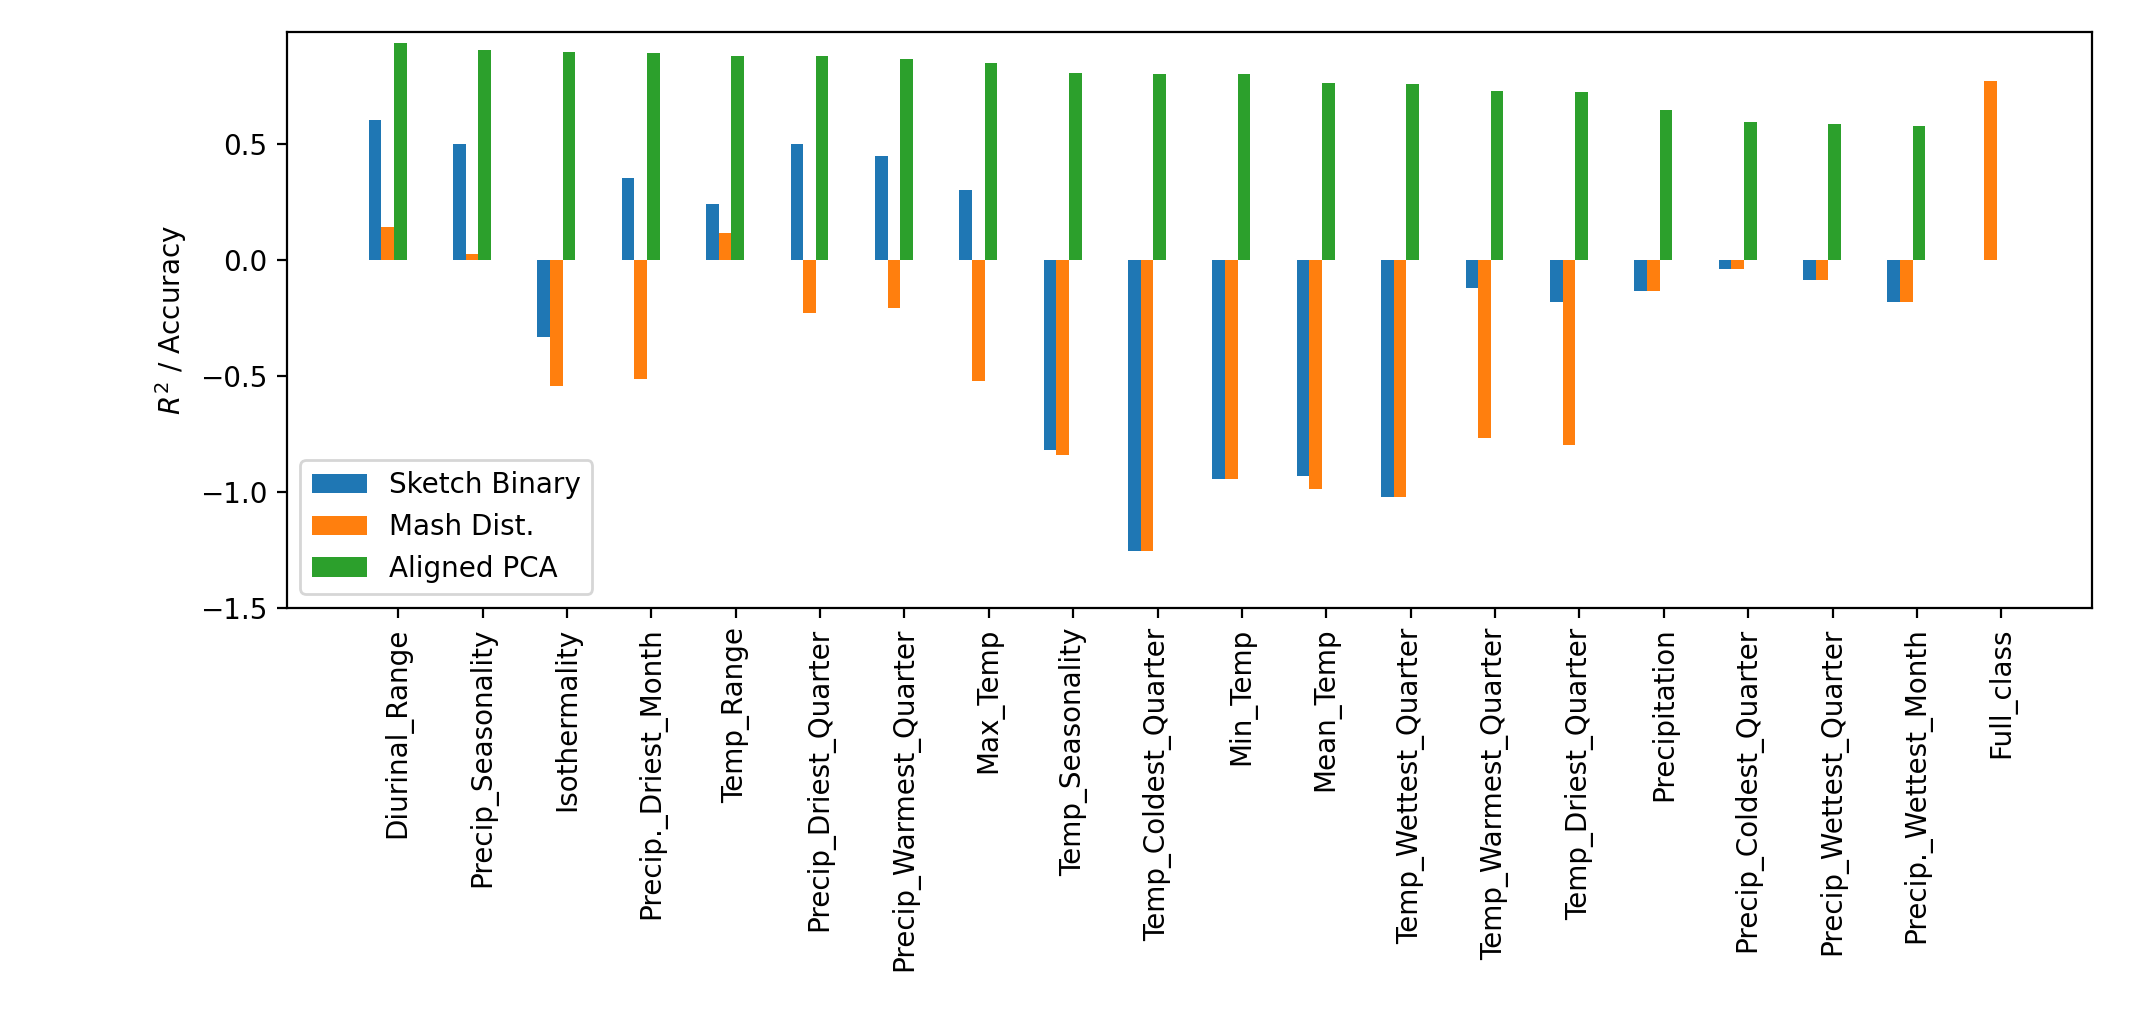 R² / Accuracy
0.5
0.0
−0.5
−1.0
−1.5
Sketch Binary
Mash Dist.
Aligned PCA
Diurinal_Range
Precip_Seasonality
Isothermality
Precip._Driest_Month
Temp_Range
Precip_Driest_Quarter
Precip_Warmest_Quarter
Max_Temp
Temp_Seasonality
Temp_Coldest_Quarter
Min_Temp
Mean_Temp
Temp_Wettest_Quarter
Temp_Warmest_Quarter
Temp_Driest_Quarter
Precipitation
Precip_Coldest_Quarter
Precip_Wettest_Quarter
Precip._Wettest_Month
Full_class